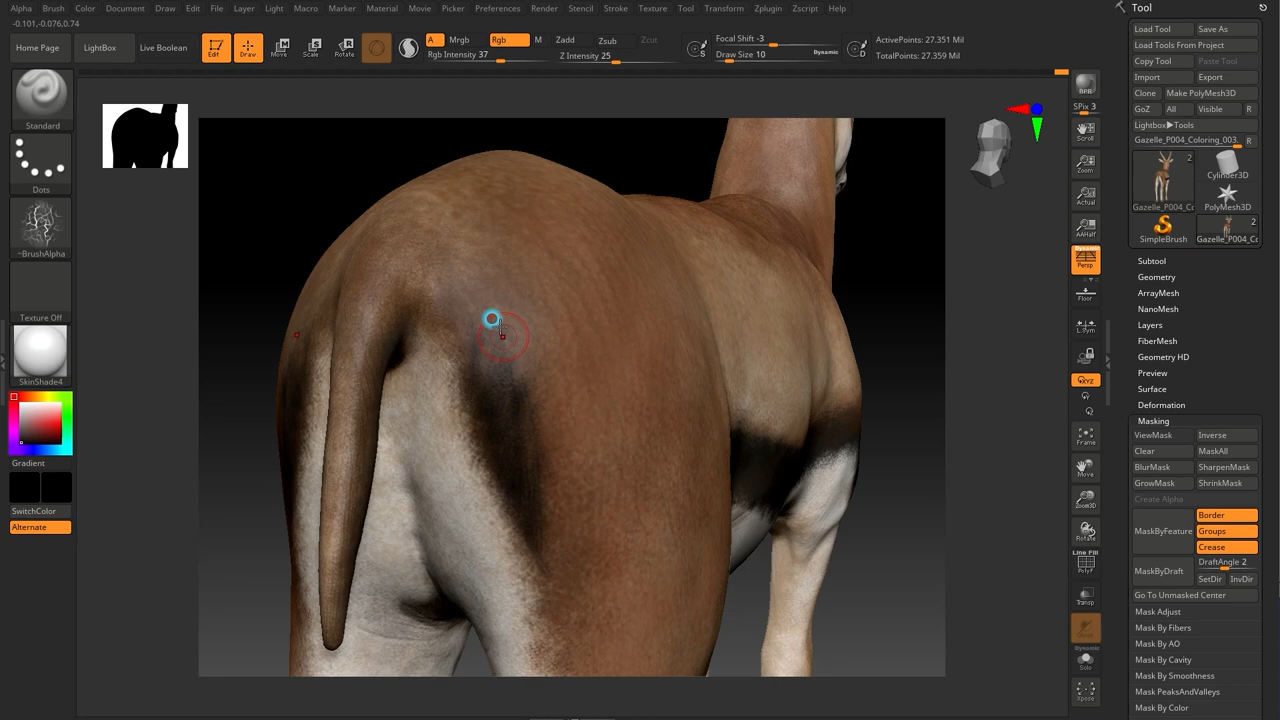 Alpha Brush Color Document Draw Edit File Layer Light Macro Marker Material Movie Picker Preferences Render Stencil Stroke Texture Tool Transform Zplugin Zscript Help
-0.101,-0.076,0.74
Home Page LightBox Live Boolean
Edit Draw Move Scale Rotate
A Mrgb Rgb M Zadd Zsub Zcut
Rgb Intensity 37 Z Intensity 25
S Focal Shift -3
Draw Size 10 Dynamic D
ActivePoints: 27.351 Mil
TotalPoints: 27.359 Mil
Standard
Dots
~BrushAlpha
Texture Off
SkinShade4
Gradient
SwitchColor
Alternate
BPR
SPix 3
Scroll
Zoom
Actual
AAHalf
Dynamic
Persp
Floor
L.Sym
XYZ
Frame
Move
Zoom3D
Rotate
Line Fill
PolyF
Transp
Dynamic
Solo
Xpose
Tool
Load Tool Save As
Load Tools From Project
Copy Tool Paste Tool
Import Export
Clone Make PolyMesh3D
GoZ All Visible R
Lightbox▶Tools
Gazelle_P004_Coloring_003. R
2
Cylinder3D
Gazelle_P004_Cc PolyMesh3D
2
SimpleBrush Gazelle_P004_Cc
Subtool
Geometry
ArrayMesh
NanoMesh
Layers
FiberMesh
Geometry HD
Preview
Surface
Deformation
Masking
ViewMask Inverse
Clear MaskAll
BlurMask SharpenMask
GrowMask ShrinkMask
Create Alpha
MaskByFeature Border
Groups
Crease
MaskByDraft DraftAngle 2
SetDir InvDir
Go To Unmasked Center
Mask Adjust
Mask By Fibers
Mask By AO
Mask By Cavity
Mask By Smoothness
Mask PeaksAndValleys
Mask By Color